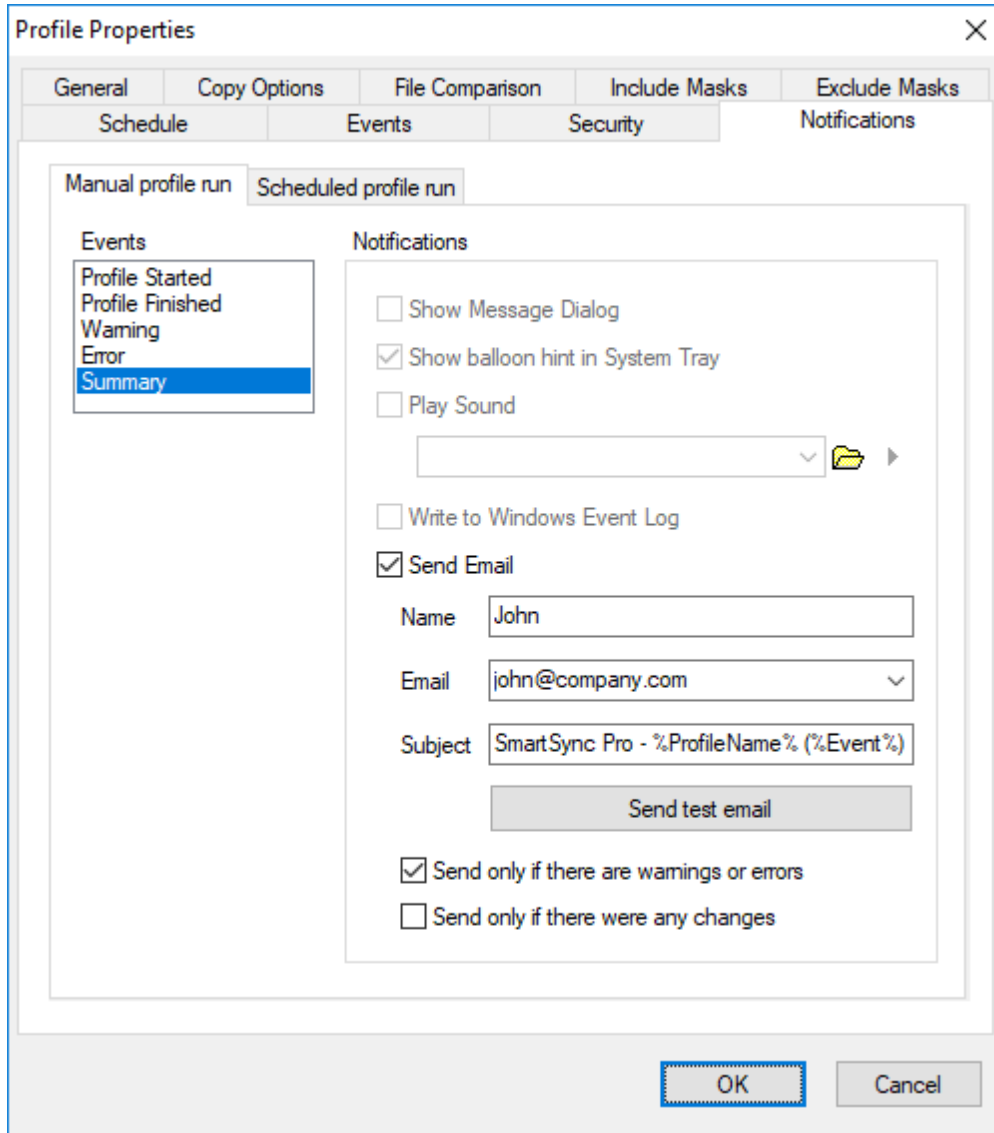 Profile Properties
General Copy Options File Comparison Include Masks Exclude Masks
Schedule Events Security Notifications
Manual profile run Scheduled profile run
Events Notifications
Profile Started
Profile Finished
Warning
Error
Summary
Show Message Dialog
Show balloon hint in System Tray
Play Sound
Write to Windows Event Log
Send Email
Name John
Email john@company.com
Subject SmartSync Pro - %ProfileName% (%Event%)
Send test email
Send only if there are warnings or errors
Send only if there were any changes
OK Cancel